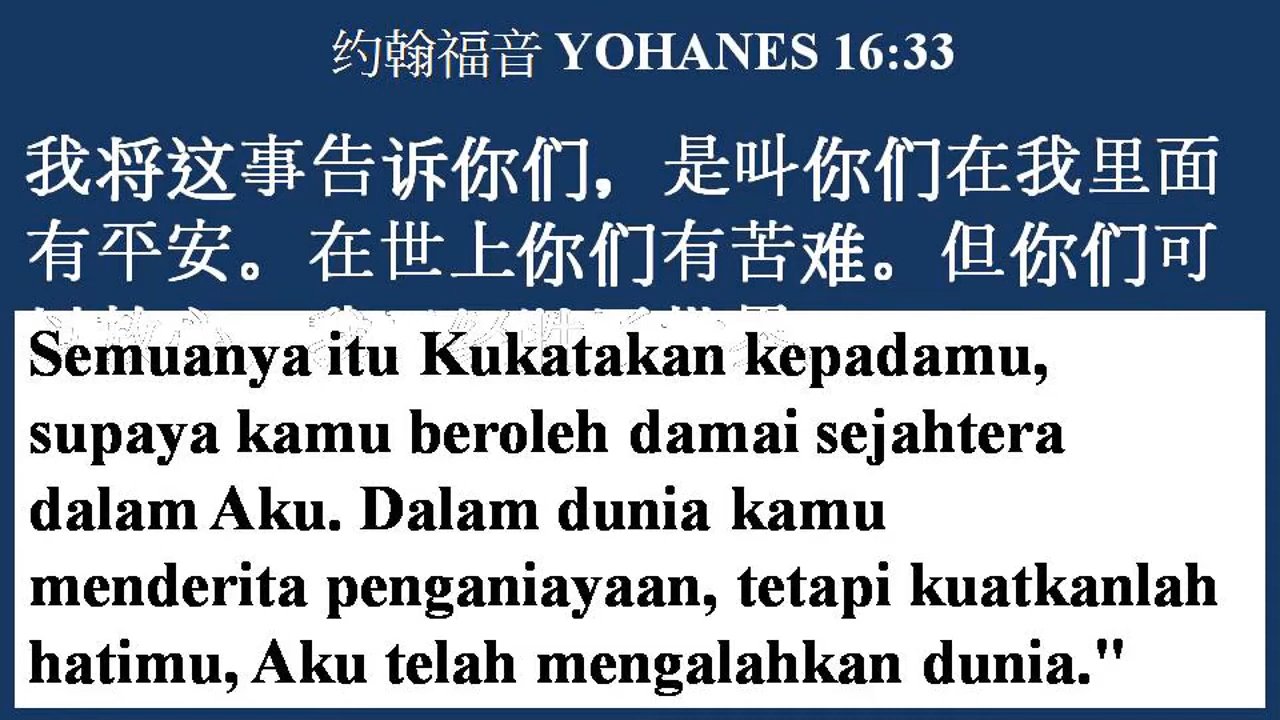 约翰福音 YOHANES 16:33
我将这事告诉你们，是叫你们在我里面
有平安。在世上你们有苦难。但你们可
Semuanya itu Kukatakan kepadamu,
supaya kamu beroleh damai sejahtera
dalam Aku. Dalam dunia kamu
menderita penganiayaan, tetapi kuatkanlah
hatimu, Aku telah mengalahkan dunia."